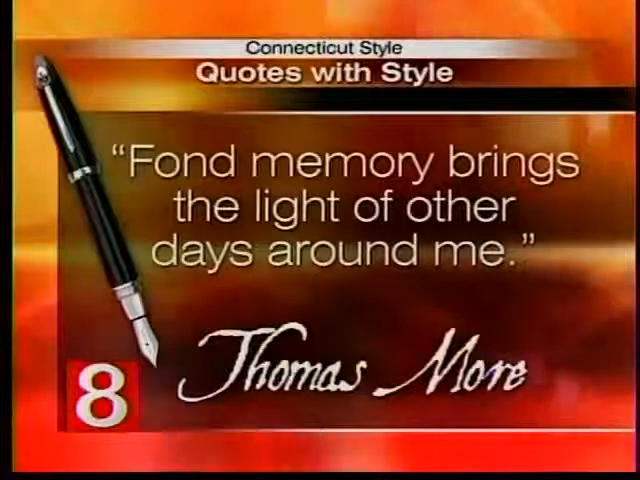 Connecticut Style
Quotes with Style
“Fond memory brings
the light of other
days around me.”
Thomas More
8